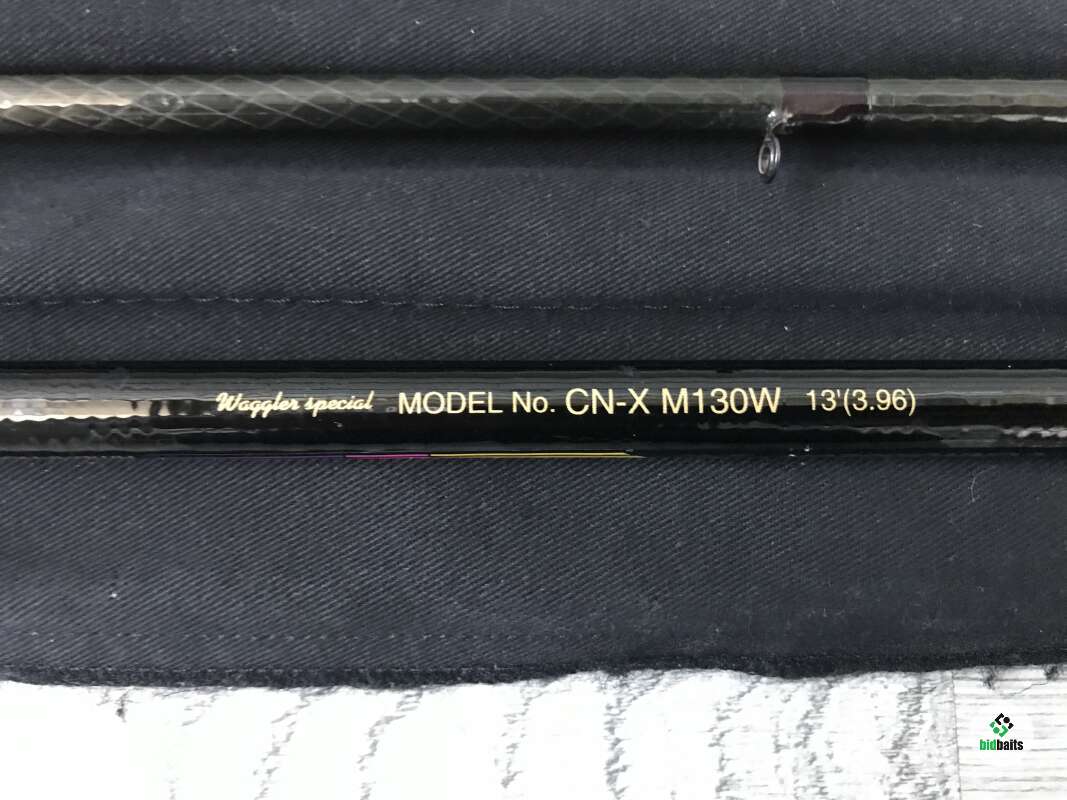 Waggler special MODEL No. CN-X M130W 13'(3.96)
bidbaits